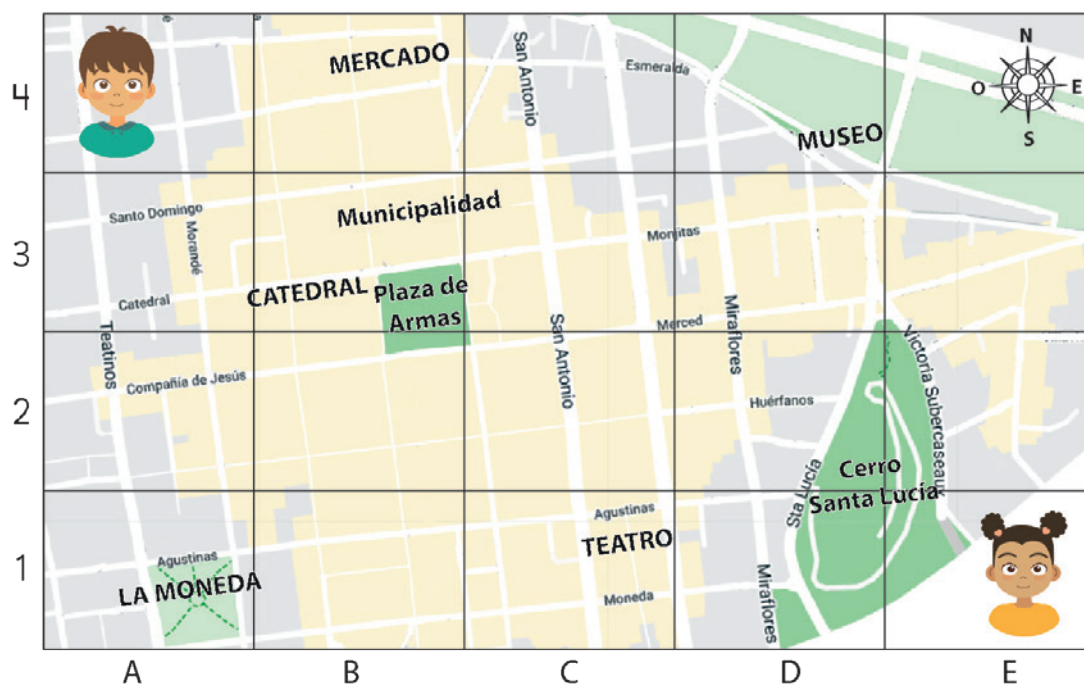 4
MERCADO
San Antonio
Esmeralda
MUSEO
N
O
E
S
3
Santo Domingo
Morandé
Municipalidad
Monjitas
Catedral
CATEDRAL
Plaza de
Armas
Teatinos
San Antonio
Merced
Miraflores
Victoria Subercaseaux
2
Compañía de Jesús
Huérfanos
Sta Lucía
Cerro
Santa Lucía
1
Agustinas
Agustinas
TEATRO
LA MONEDA
Moneda
Miraflores
A
B
C
D
E